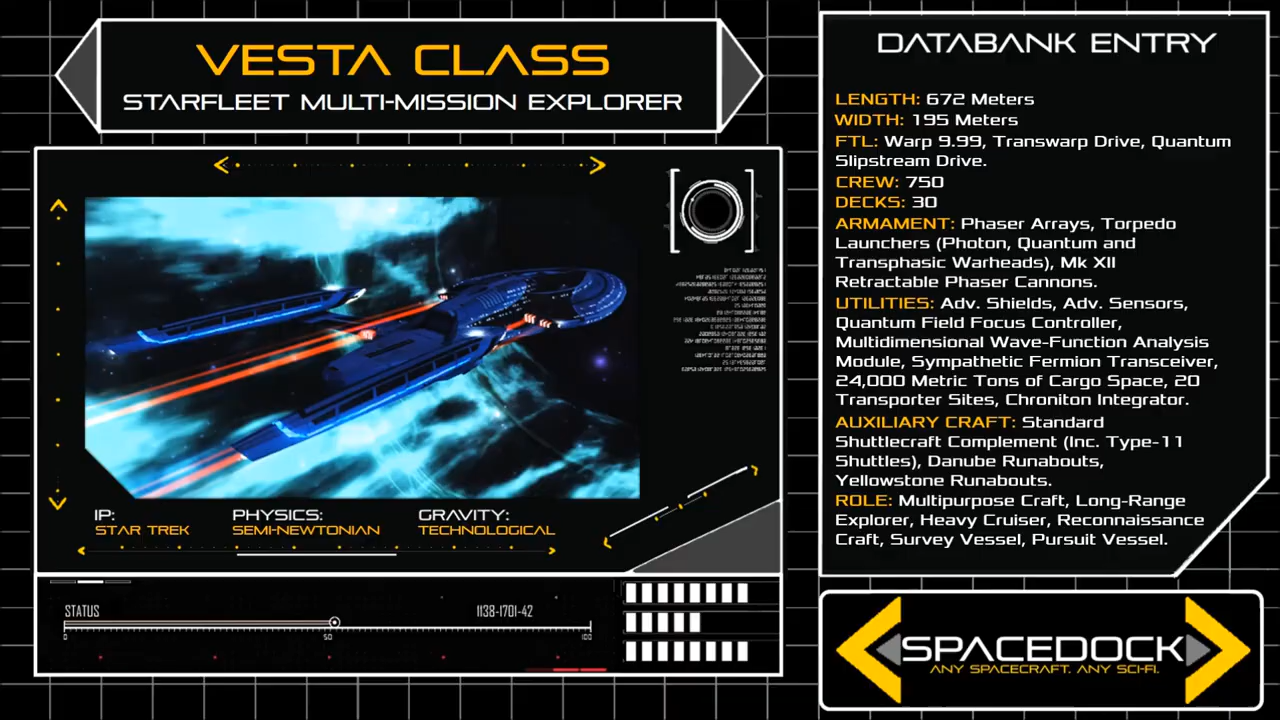 VESTA CLASS
STARFLEET MULTI-MISSION EXPLORER
IP:
STAR TREK
PHYSICS:
SEMI-NEWTONIAN
GRAVITY:
TECHNOLOGICAL
STATUS
1138-1701-42
0
50
100
DATABANK ENTRY
LENGTH: 672 Meters
WIDTH: 195 Meters
FTL: Warp 9.99, Transwarp Drive, Quantum
Slipstream Drive.
CREW: 750
DECKS: 30
ARMAMENT: Phaser Arrays, Torpedo
Launchers (Photon, Quantum and
Transphasic Warheads), Mk XII
Retractable Phaser Cannons.
UTILITIES: Adv. Shields, Adv. Sensors,
Quantum Field Focus Controller,
Multidimensional Wave-Function Analysis
Module, Sympathetic Fermion Transceiver,
24,000 Metric Tons of Cargo Space, 20
Transporter Sites, Chroniton Integrator.
AUXILIARY CRAFT: Standard
Shuttlecraft Complement (Inc. Type-11
Shuttles), Danube Runabouts,
Yellowstone Runabouts.
ROLE: Multipurpose Craft, Long-Range
Explorer, Heavy Cruiser, Reconnaissance
Craft, Survey Vessel, Pursuit Vessel.
SPACEDOCK
ANY SPACECRAFT. ANY SCI-FI.